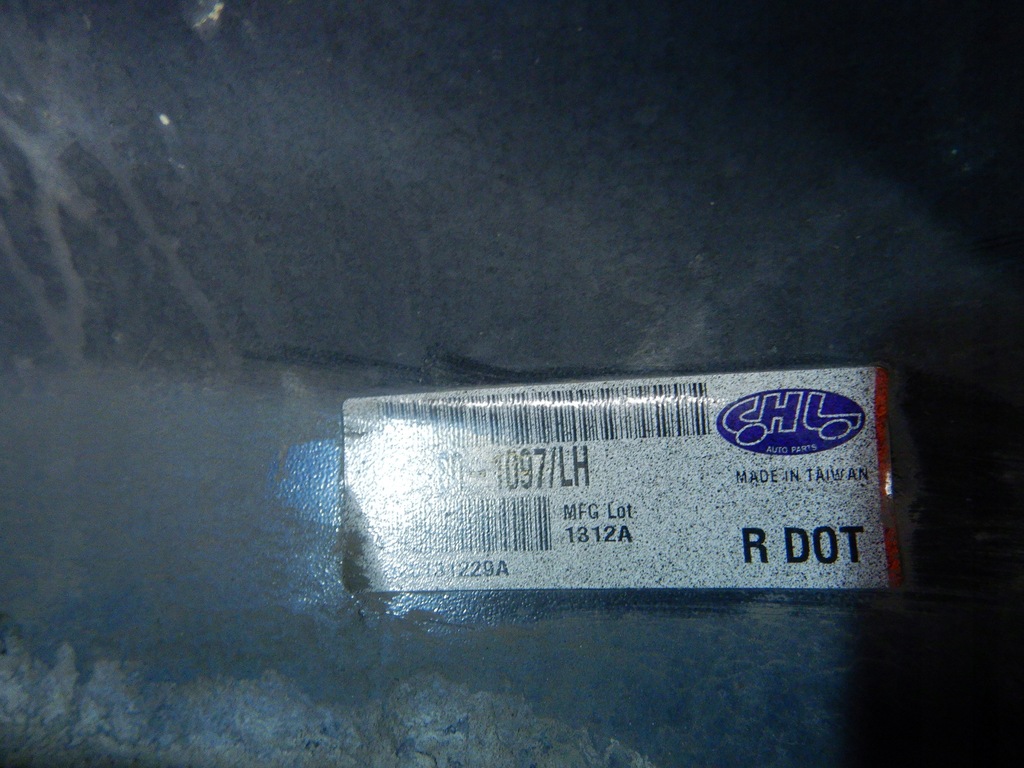 CHL
AUTO PARTS
-1097/LH
MADE IN TAIWAN
MFG Lot
1312A
R DOT
131229A